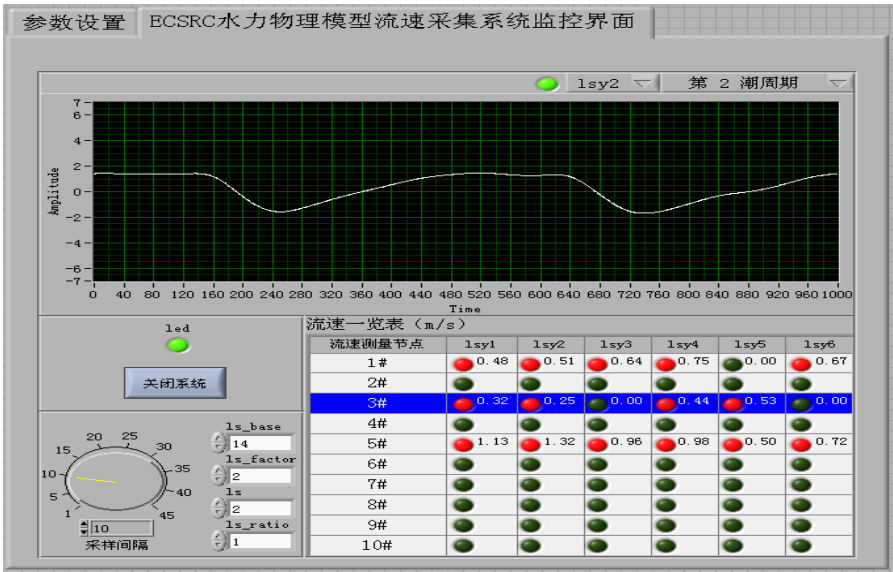 参数设置 ECSRC水力物理模型流速采集系统监控界面
lsy2 第 2 潮周期
7
6
4
2
0
-2
-4
-6
-7
Amplitude
0 40 80 120 160 200 240 280 320 360 400 440 480 520 560 600 640 680 720 760 800 840 880 920 960 1000
Time
led
关闭系统
流速一览表（m/s）
流速测量节点 lsy1 lsy2 lsy3 lsy4 lsy5 lsy6
1# 0.48 0.51 0.64 0.75 0.00 0.67
2#
3# 0.32 0.25 0.00 0.44 0.53 0.00
4#
5# 1.13 1.32 0.96 0.98 0.50 0.72
6#
7#
8#
9#
10#
1 5 10 15 20 25 30 35 40 45
10
采样间隔
ls_base
14
ls_factor
2
ls
2
ls_ratio
1